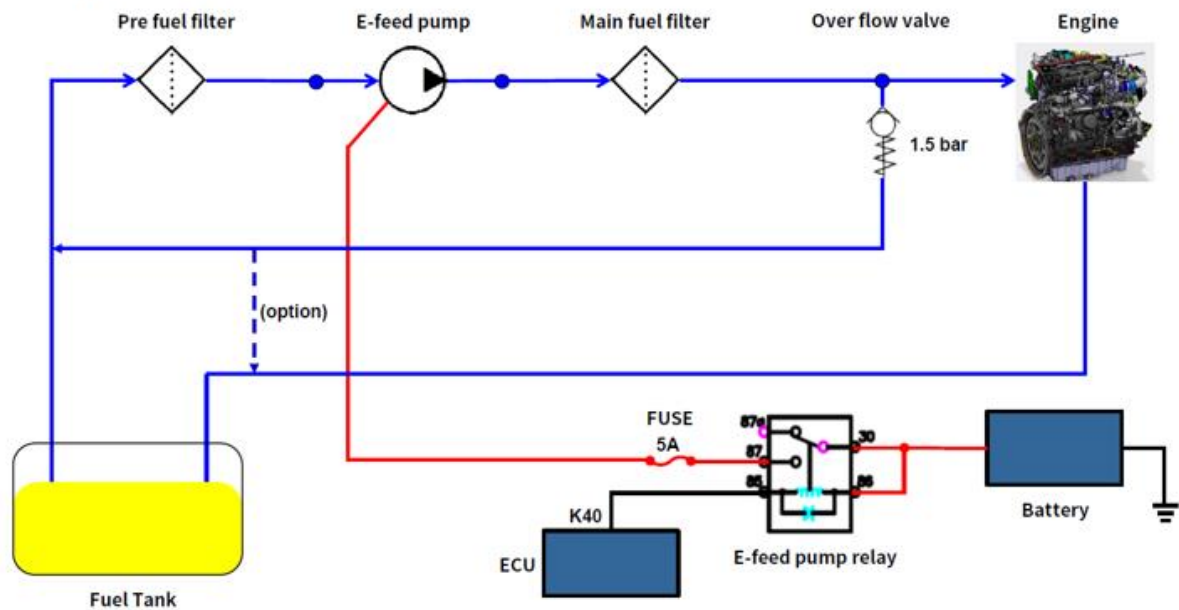 Pre fuel filter
E-feed pump
Main fuel filter
Over flow valve
Engine
1.5 bar
(option)
FUSE
5A
87a
30
87
85
86
K40
ECU
E-feed pump relay
Battery
Fuel Tank